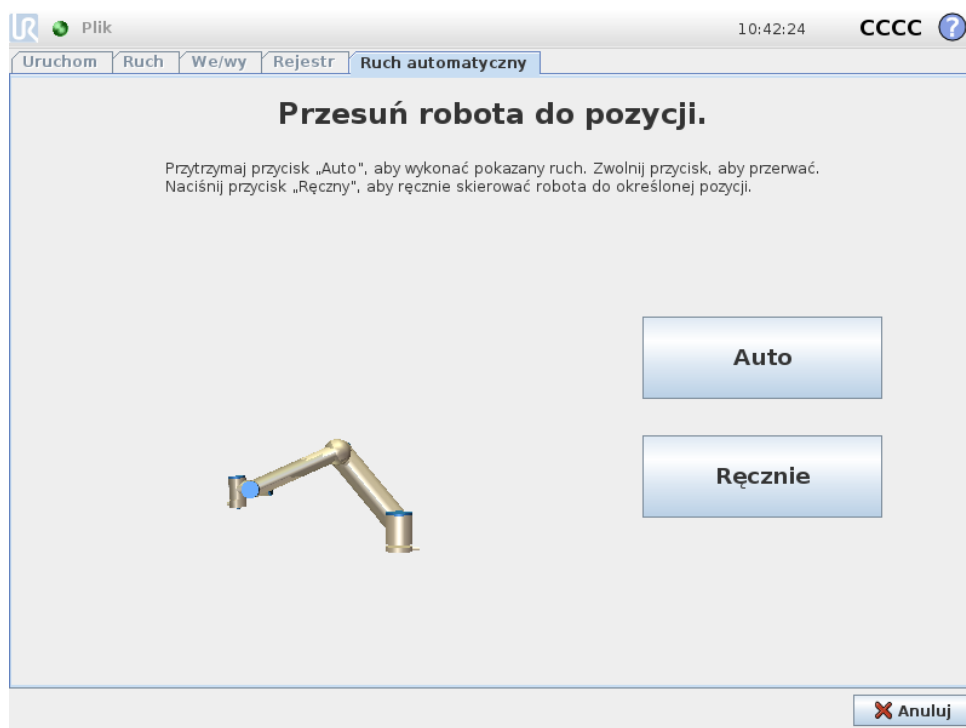 UR Plik 10:42:24 CCCC ?
Uruchom Ruch We/wy Rejestr Ruch automatyczny
Przesuń robota do pozycji.
Przytrzymaj przycisk „Auto”, aby wykonać pokazany ruch. Zwolnij przycisk, aby przerwać.
Naciśnij przycisk „Ręczny”, aby ręcznie skierować robota do określonej pozycji.
Auto
Ręcznie
Anuluj